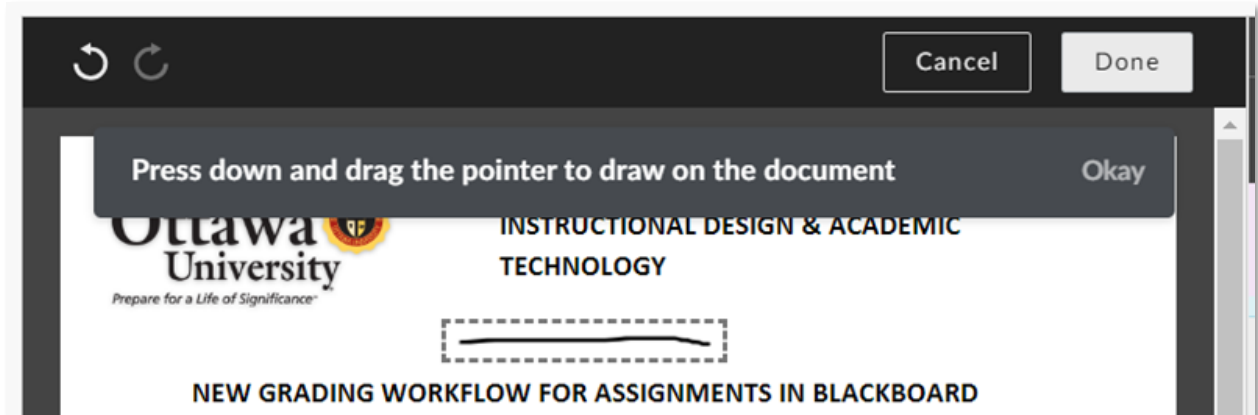 Cancel
Done
Press down and drag the pointer to draw on the document
Okay
Ottawa
University
Prepare for a Life of Significance
INSTRUCTIONAL DESIGN & ACADEMIC
TECHNOLOGY
NEW GRADING WORKFLOW FOR ASSIGNMENTS IN BLACKBOARD